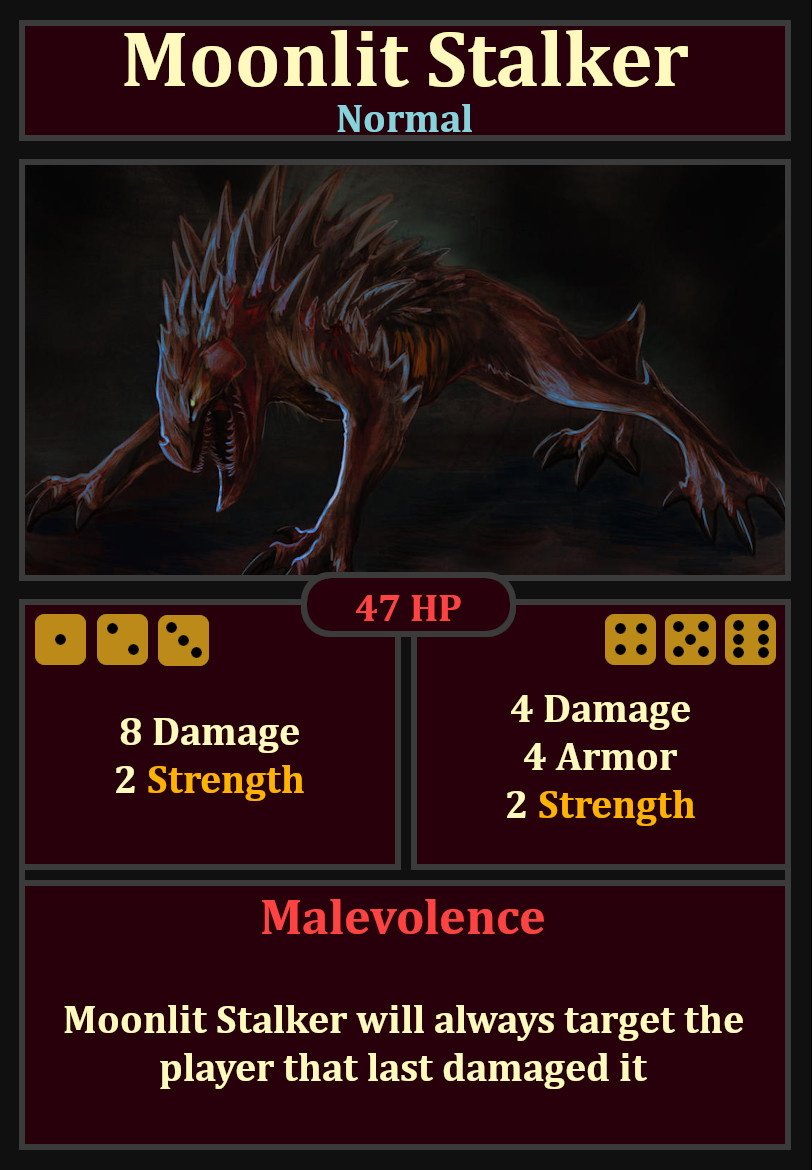 Moonlit Stalker
Normal
47 HP
8 Damage
2 Strength
4 Damage
4 Armor
2 Strength
Malevolence
Moonlit Stalker will always target the
player that last damaged it